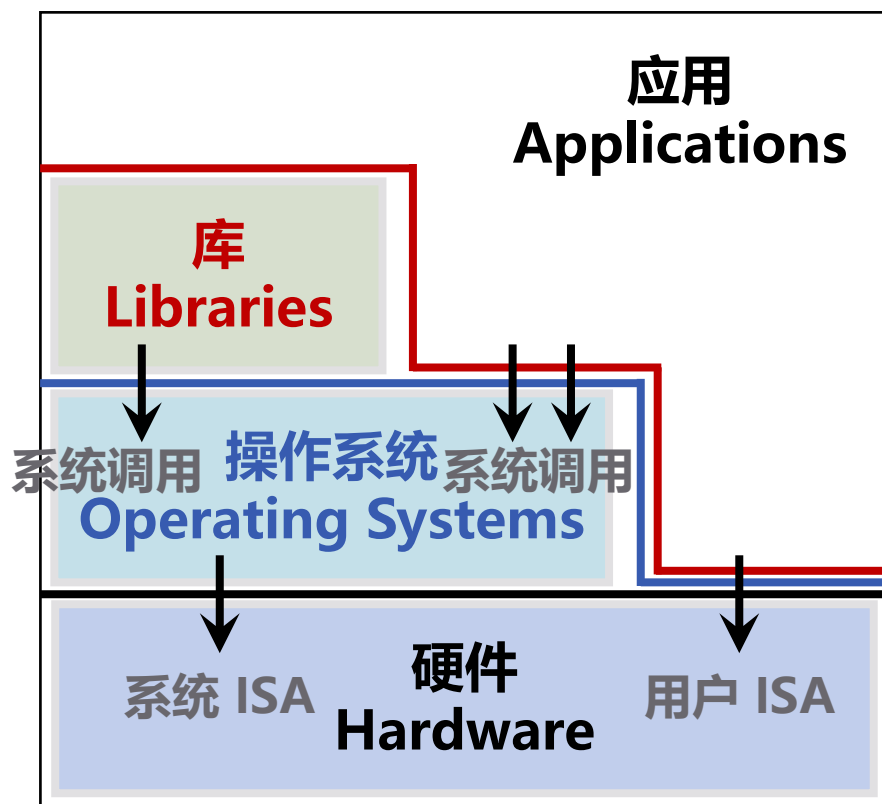 应用
Applications
库
Libraries
系统调用
操作系统
系统调用
Operating Systems
硬件
系统 ISA
用户 ISA
Hardware